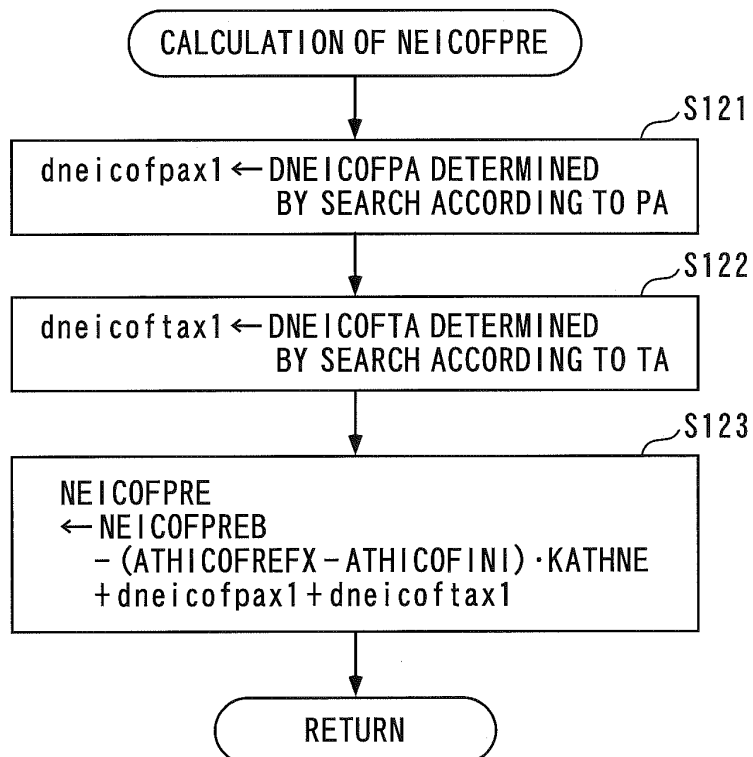 CALCULATION OF NEICOFPRE
S121
dneicofpax1 ← DNEICOFPA DETERMINED
BY SEARCH ACCORDING TO PA
S122
dneicoftax1 ← DNEICOFTA DETERMINED
BY SEARCH ACCORDING TO TA
S123
NEICOFPRE
← NEICOFPREB
- (ATHICOFREFX - ATHICOFINI) · KATHNE
+ dneicofpax1 + dneicoftax1
RETURN